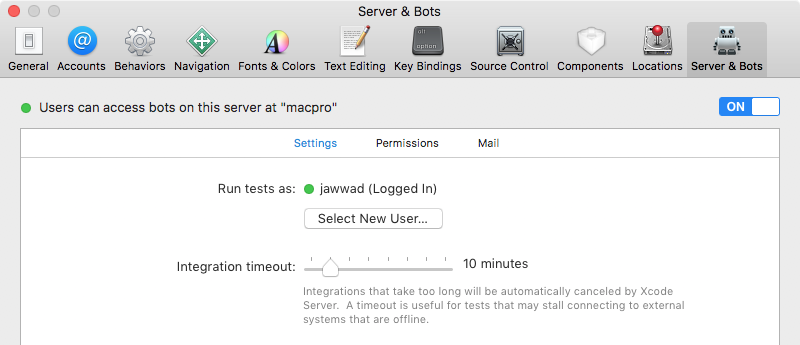 Server & Bots
General Accounts Behaviors Navigation Fonts & Colors Text Editing Key Bindings Source Control Components Locations Server & Bots
alt
option
Users can access bots on this server at "macpro"
ON
Settings Permissions Mail
Run tests as: jawwad (Logged In)
Select New User...
Integration timeout: 10 minutes
Integrations that take too long will be automatically canceled by Xcode
Server. A timeout is useful for tests that may stall connecting to external
systems that are offline.